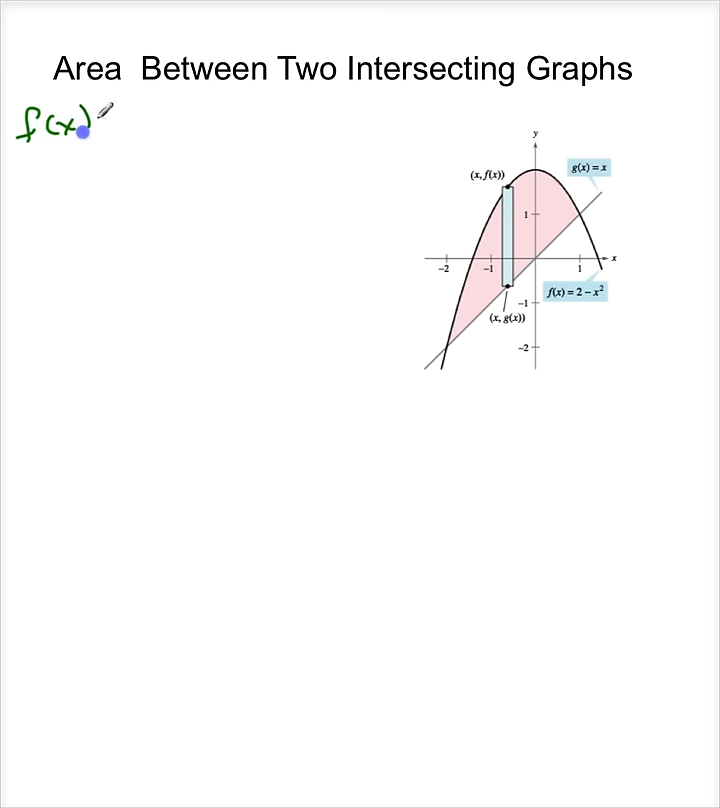 Area Between Two Intersecting Graphs
f(x)
y
g(x) = x
(x, f(x))
1
-2
-1
1
x
f(x) = 2 – x²
-1
(x, g(x))
-2